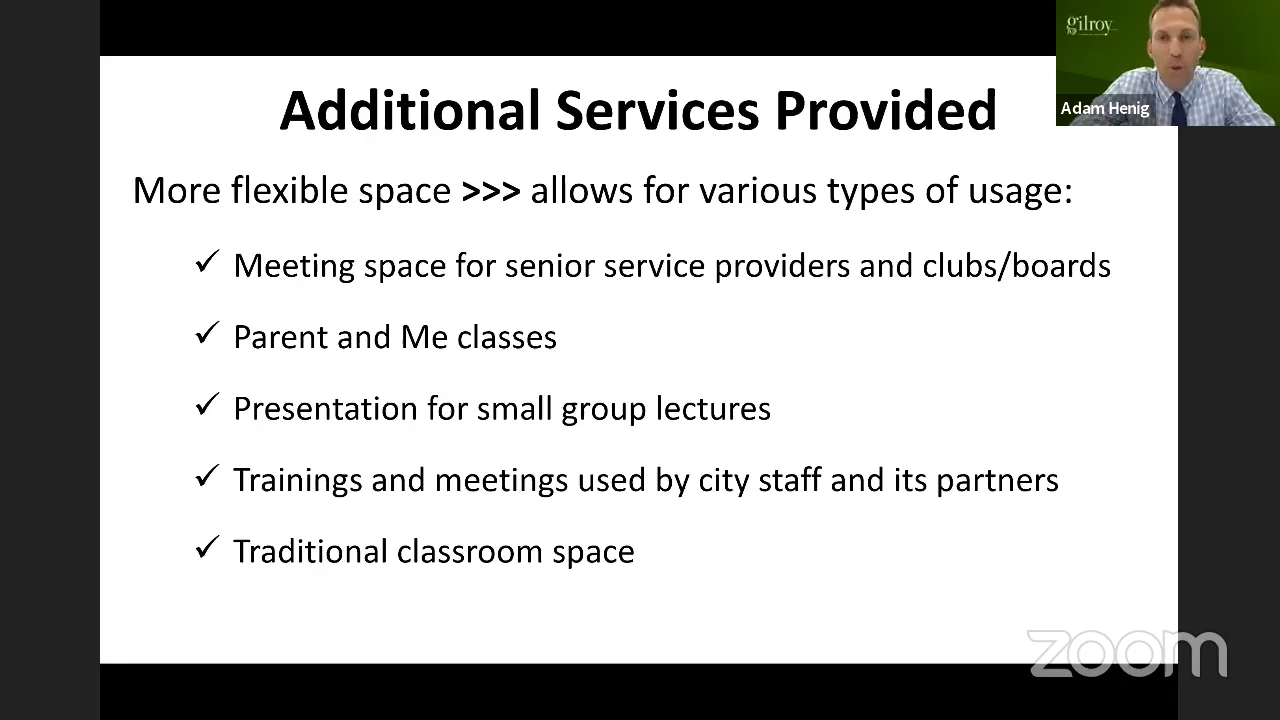 gilroy
Adam Henig
Additional Services Provided
More flexible space >>> allows for various types of usage:
✓ Meeting space for senior service providers and clubs/boards
✓ Parent and Me classes
✓ Presentation for small group lectures
✓ Trainings and meetings used by city staff and its partners
✓ Traditional classroom space
zoom